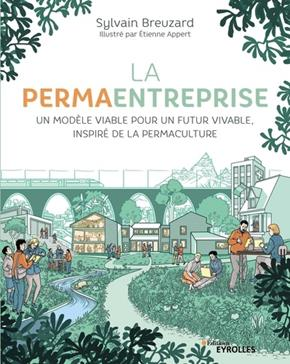 Sylvain Breuzard
Illustré par Étienne Appert
LA
PERMAENTREPRISE
UN MODÈLE VIABLE POUR UN FUTUR VIVABLE,
INSPIRÉ DE LA PERMACULTURE
Éditions
EYROLLES